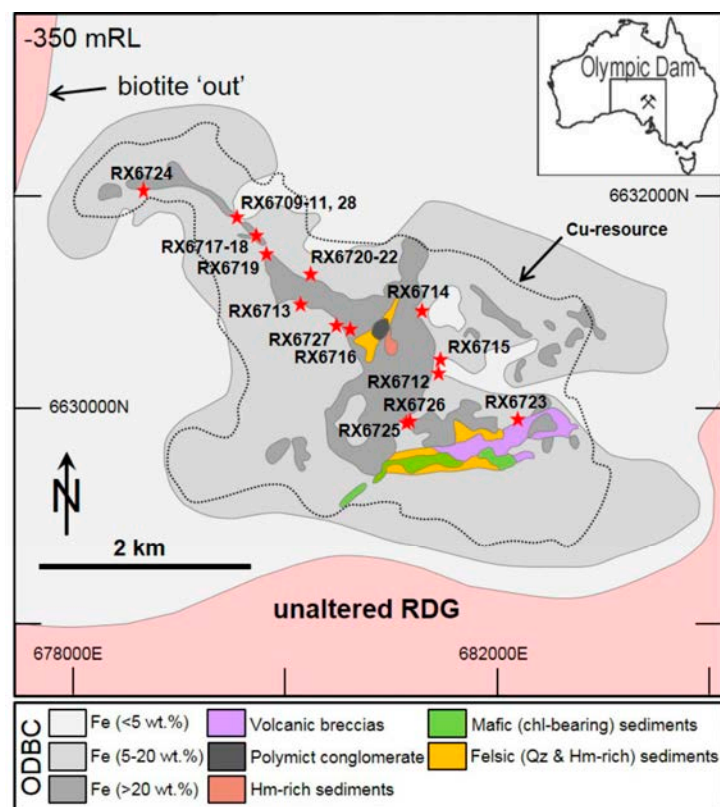 -350 mRL
biotite 'out'
Olympic Dam
RX6724
6632000N
RX6709-11, 28
Cu-resource
RX6717-18
RX6719
RX6720-22
RX6714
RX6713
RX6727
RX6716
RX6715
RX6712
6630000N
RX6723
RX6726
RX6725
N
2 km
unaltered RDG
678000E
682000E
ODBC
Fe (<5 wt.%)
Volcanic breccias
Mafic (chl-bearing) sediments
Fe (5-20 wt.%)
Polymict conglomerate
Felsic (Qz & Hm-rich) sediments
Fe (>20 wt.%)
Hm-rich sediments
6632000N